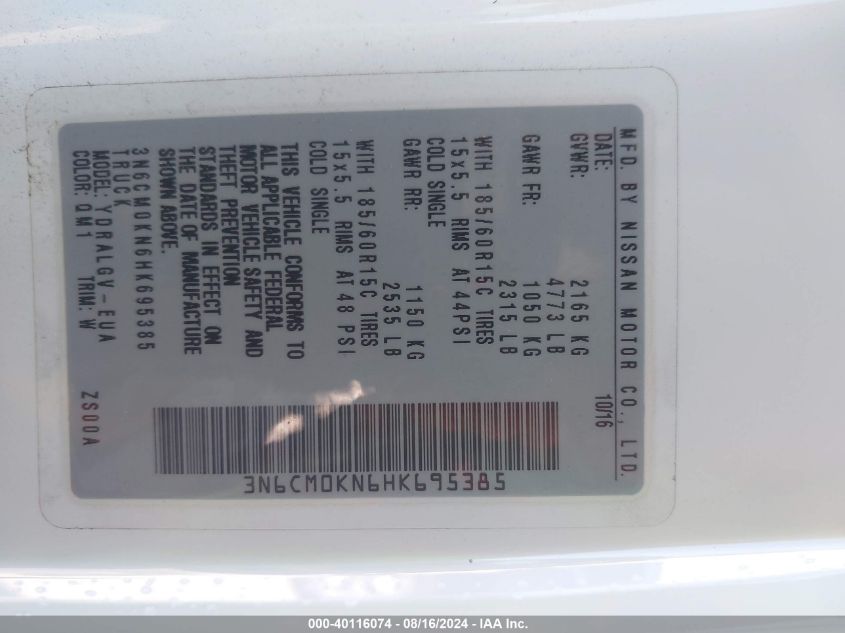 MFD. BY NISSAN MOTOR CO., LTD.
DATE: 10/16
GVWR: 2165 KG
4773 LB
GAWR FR: 1050 KG
2315 LB
WITH 185/60R15C TIRES
15x5.5 RIMS AT 44PSI
COLD SINGLE
GAWR RR: 1150 KG
2535 LB
WITH 185/60R15C TIRES
15x5.5 RIMS AT 48 PSI
COLD SINGLE
THIS VEHICLE CONFORMS TO
ALL APPLICABLE FEDERAL
MOTOR VEHICLE SAFETY AND
THEFT PREVENTION
STANDARDS IN EFFECT ON
THE DATE OF MANUFACTURE
SHOWN ABOVE.
3N6CM0KN6HK695385
TRUCK
MODEL: YDRALGV-EUA
COLOR: QM1 TRIM: W ZS00A
3N6CM0KN6HK695385
000-40116074 - 08/16/2024 - IAA Inc.